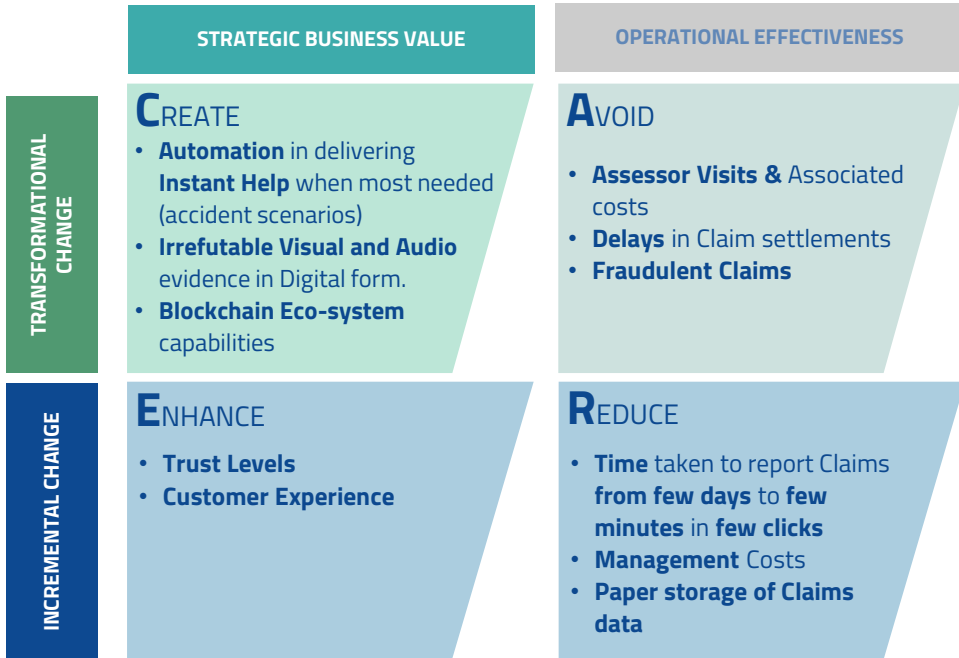 STRATEGIC BUSINESS VALUE
OPERATIONAL EFFECTIVENESS
TRANSFORMATIONAL
CHANGE
CREATE
• Automation in delivering
Instant Help when most needed
(accident scenarios)
• Irrefutable Visual and Audio
evidence in Digital form.
• Blockchain Eco-system
capabilities
AVOID
• Assessor Visits & Associated
costs
• Delays in Claim settlements
• Fraudulent Claims
INCREMENTAL CHANGE
ENHANCE
• Trust Levels
• Customer Experience
REDUCE
• Time taken to report Claims
from few days to few
minutes in few clicks
• Management Costs
• Paper storage of Claims
data